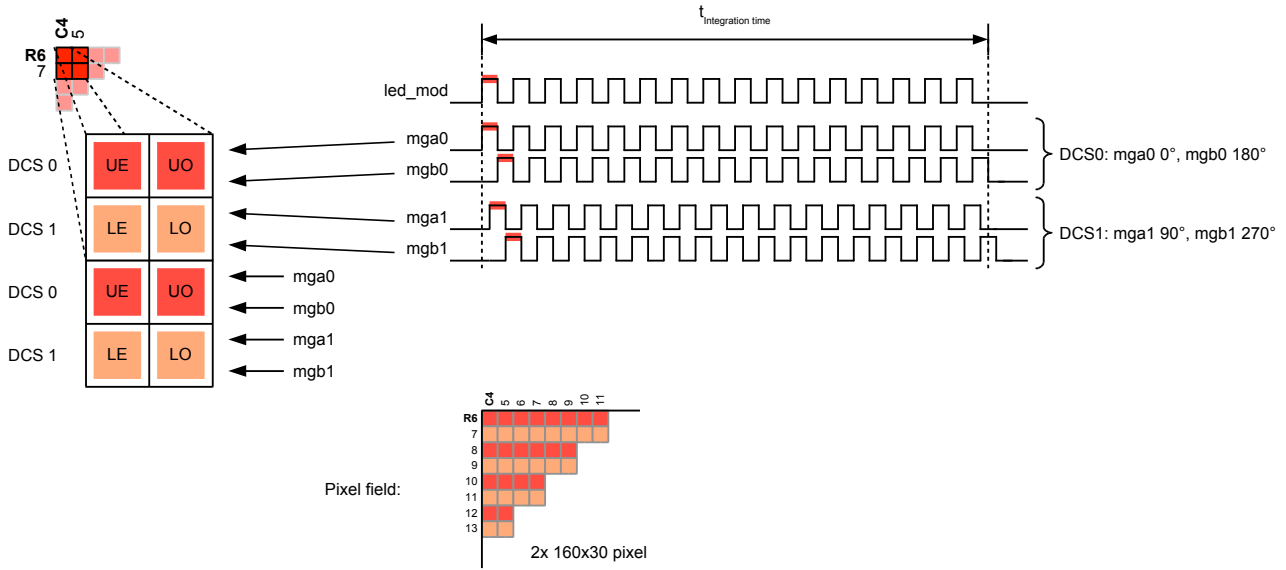 t Integration time
C4
5
R6
7
led_mod
mga0
mgb0
DCS0: mga0 0°, mgb0 180°
mga1
mgb1
DCS1: mga1 90°, mgb1 270°
DCS 0
UE UO
DCS 1
LE LO
DCS 0
UE UO
mga0
mgb0
DCS 1
LE LO
mga1
mgb1
Pixel field:
C4 5 6 7 8 9 10 11
R6
7
8
9
10
11
12
13
2x 160x30 pixel